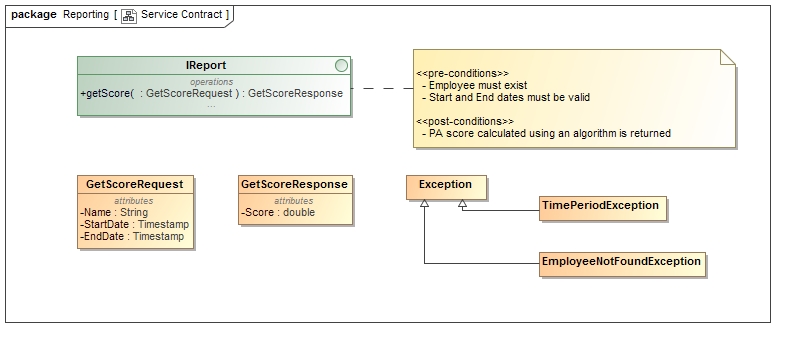 package Reporting [ Service Contract ]
IReport
operations
+getScore( : GetScoreRequest ) : GetScoreResponse
...
<<pre-conditions>>
- Employee must exist
- Start and End dates must be valid
<<post-conditions>>
- PA score calculated using an algorithm is returned
GetScoreRequest
attributes
-Name : String
-StartDate : Timestamp
-EndDate : Timestamp
GetScoreResponse
attributes
-Score : double
Exception
TimePeriodException
EmployeeNotFoundException